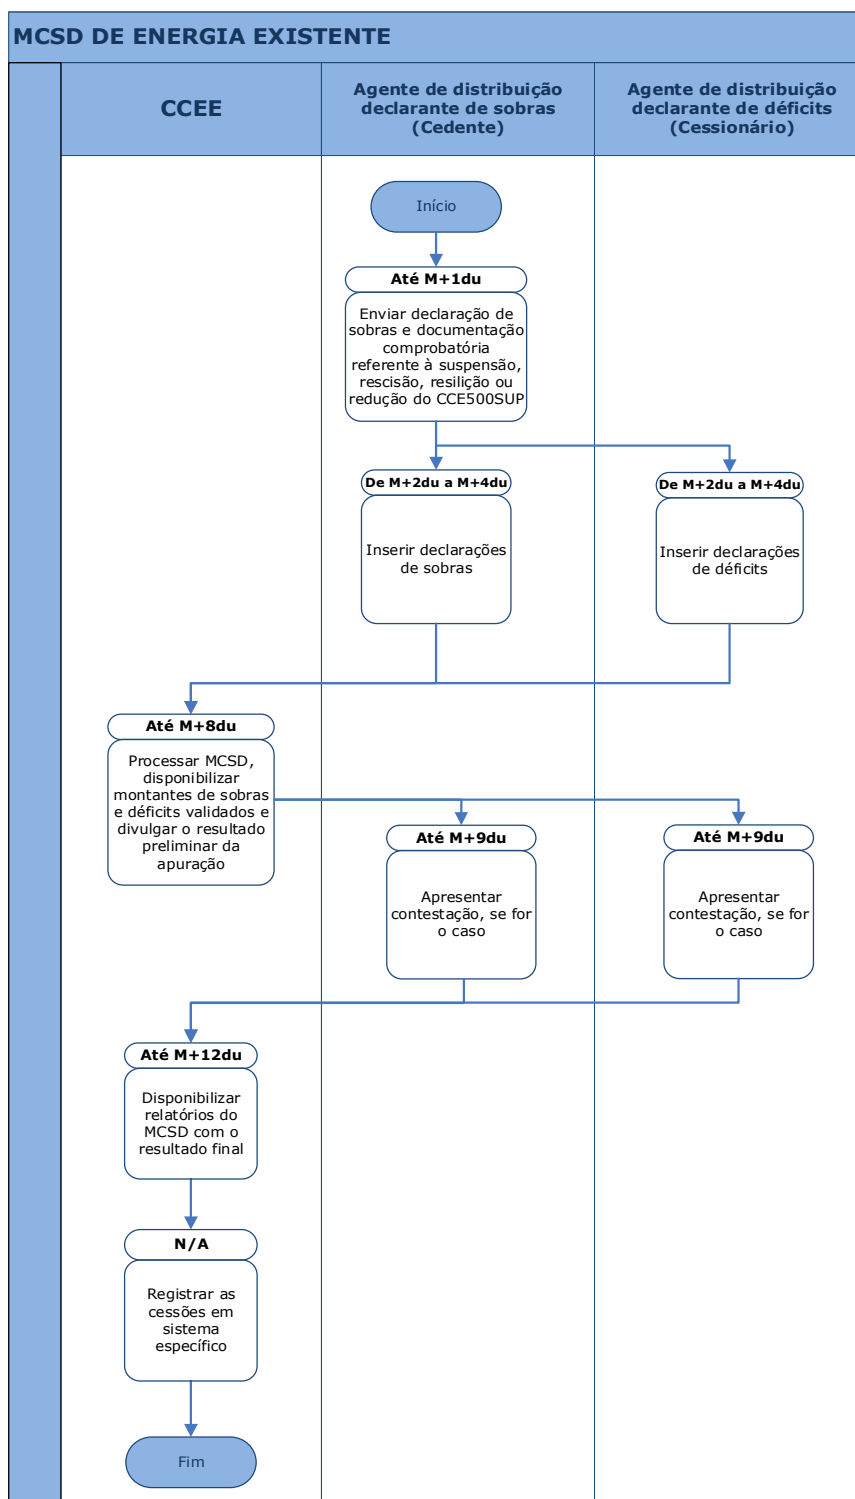 MCSD DE ENERGIA EXISTENTE
CCEE
Agente de distribuição
declarante de sobras
(Cedente)
Agente de distribuição
declarante de déficits
(Cessionário)
Início
Até M+1du
Enviar declaração de
sobras e documentação
comprobatória
referente à suspensão,
rescisão, resilição ou
redução do CCE500SUP
De M+2du a M+4du
Inserir declarações
de sobras
De M+2du a M+4du
Inserir declarações
de déficits
Até M+8du
Processar MCSD,
disponibilizar
montantes de sobras
e déficits validados e
divulgar o resultado
preliminar da
apuração
Até M+9du
Apresentar
contestação, se for
o caso
Até M+9du
Apresentar
contestação, se for
o caso
Até M+12du
Disponibilizar
relatórios do
MCSD com o
resultado final
N/A
Registrar as
cessões em
sistema
específico
Fim